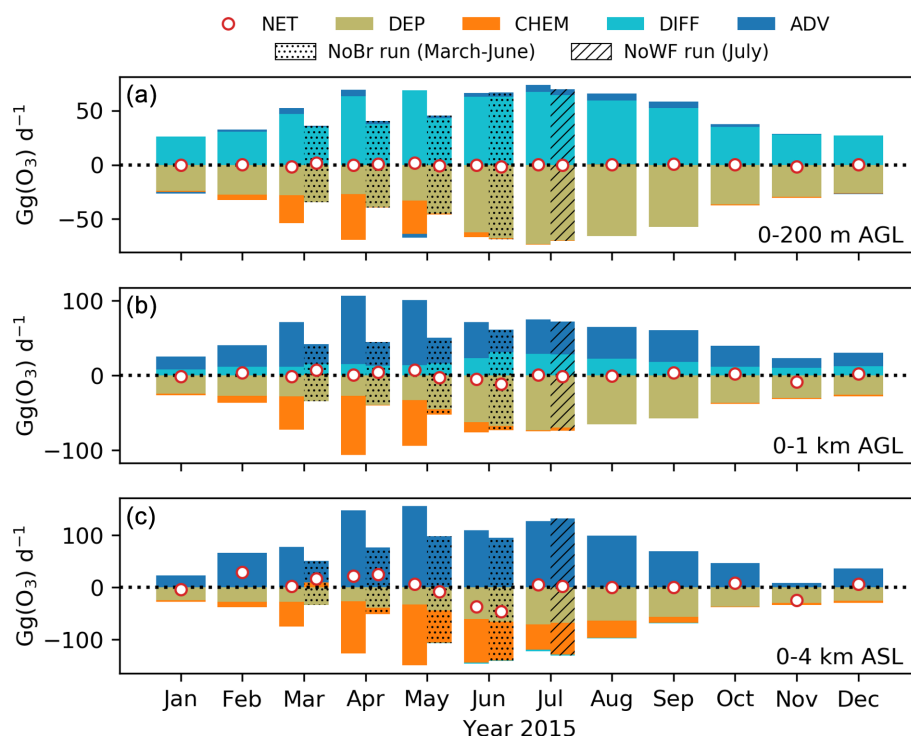 NET DEP CHEM DIFF ADV
NoBr run (March-June) NoWF run (July)
(a)
Gg(O₃) d⁻¹
50
0
−50
0-200 m AGL
(b)
Gg(O₃) d⁻¹
100
0
−100
0-1 km AGL
(c)
Gg(O₃) d⁻¹
100
0
−100
0-4 km ASL
Jan Feb Mar Apr May Jun Jul Aug Sep Oct Nov Dec
Year 2015